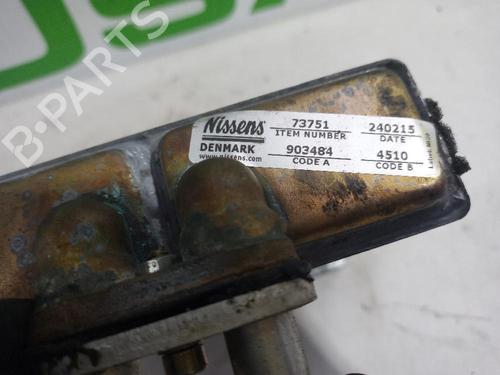 Nissens 73751 240215
ITEM NUMBER DATE
DENMARK 903484 4510
www.nissens.com CODE A CODE B
B-PARTS